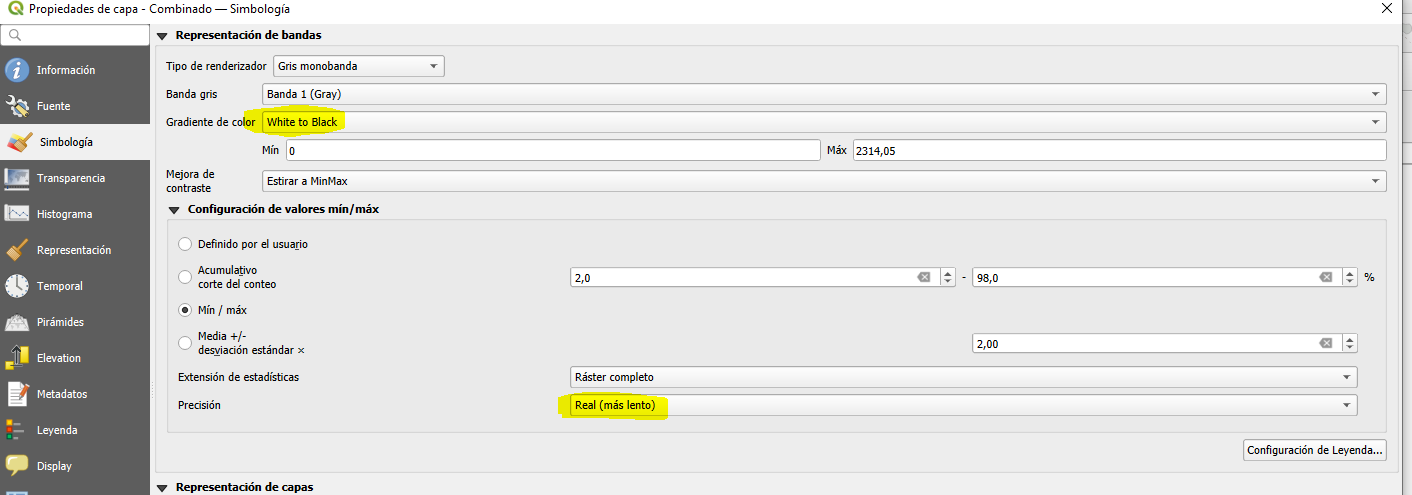 Propiedades de capa - Combinado — Simbología
Información
Fuente
Simbología
Transparencia
Histograma
Representación
Temporal
Pirámides
Elevation
Metadatos
Leyenda
Display
Representación de bandas
Tipo de renderizador Gris monobanda
Banda gris Banda 1 (Gray)
Gradiente de color White to Black
Mín 0 Máx 2314,05
Mejora de
contraste Estirar a MinMax
Configuración de valores mín/máx
Definido por el usuario
Acumulativo
corte del conteo 2,0 - 98,0 %
Mín / máx
Media +/-
desviación estándar × 2,00
Extensión de estadísticas Ráster completo
Precisión Real (más lento)
Configuración de Leyenda...
Representación de capas